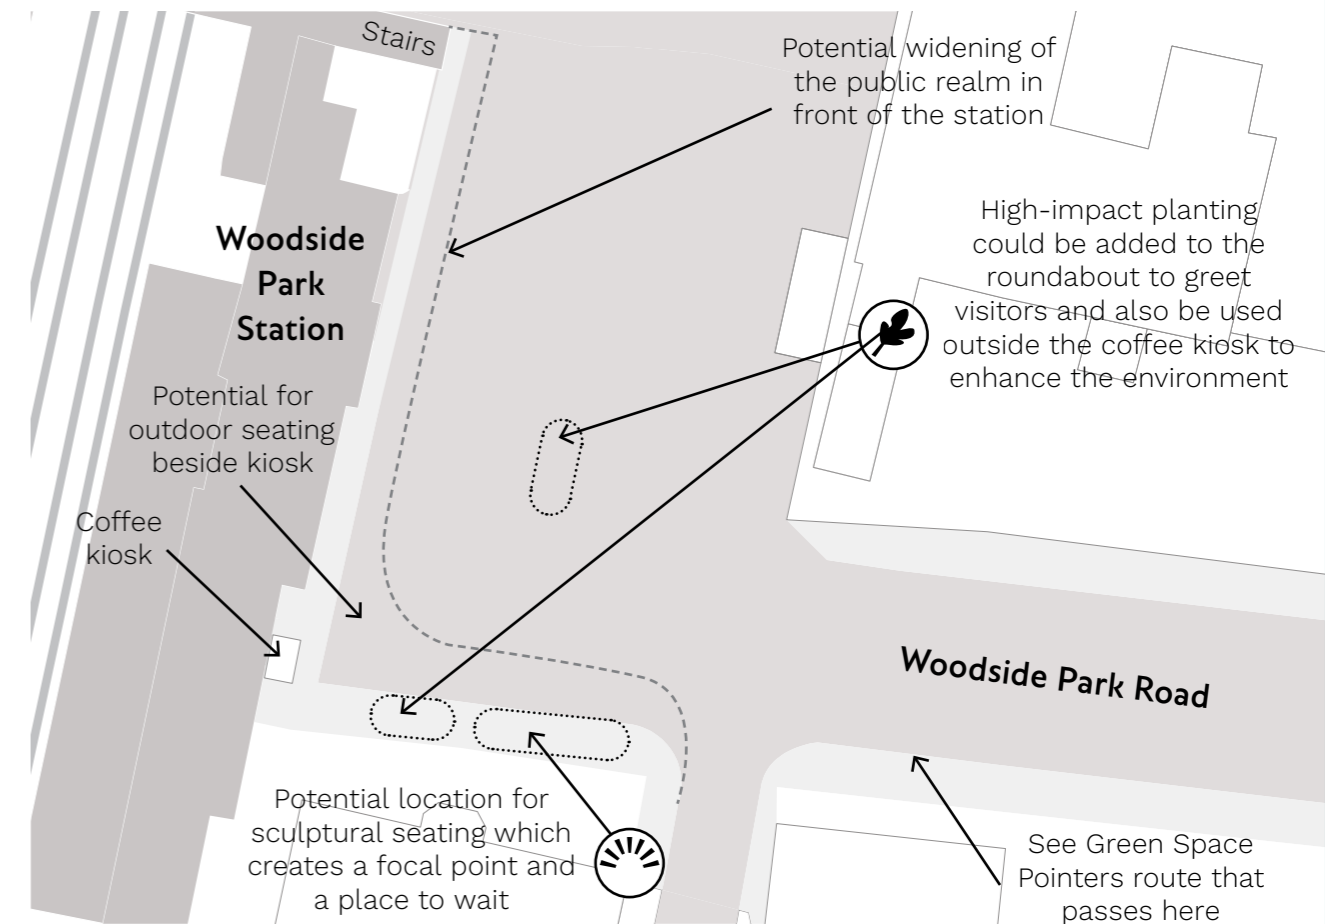 Stairs
Potential widening of
the public realm in
front of the station
High-impact planting
could be added to the
roundabout to greet
visitors and also be used
outside the coffee kiosk to
enhance the environment
Woodside
Park
Station
Potential for
outdoor seating
beside kiosk
Coffee
kiosk
Woodside Park Road
Potential location for
sculptural seating which
creates a focal point and
a place to wait
See Green Space
Pointers route that
passes here